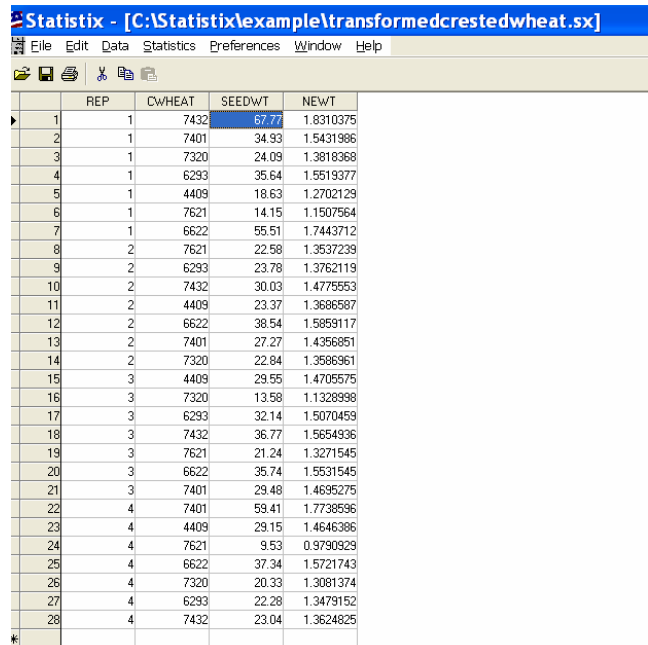 Statistix - [C:\Statistix\example\transformedcrestedwheat.sx]
File Edit Data Statistics Preferences Window Help
REP CWHEAT SEEDWT NEWT
1 1 7432 67.77 1.8310375
2 1 7401 34.93 1.5431986
3 1 7320 24.09 1.3818368
4 1 6293 35.64 1.5519377
5 1 4409 18.63 1.2702129
6 1 7621 14.15 1.1507564
7 1 6622 55.51 1.7443712
8 2 7621 22.58 1.3537239
9 2 6293 23.78 1.3762119
10 2 7432 30.03 1.4775553
11 2 4409 23.37 1.3686587
12 2 6622 38.54 1.5859117
13 2 7401 27.27 1.4356851
14 2 7320 22.84 1.3586961
15 3 4409 29.55 1.4705575
16 3 7320 13.58 1.1328998
17 3 6293 32.14 1.5070459
18 3 7432 36.77 1.5654936
19 3 7621 21.24 1.3271545
20 3 6622 35.74 1.5531545
21 3 7401 29.48 1.4695275
22 4 7401 59.41 1.7738596
23 4 4409 29.15 1.4646386
24 4 7621 9.53 0.9790929
25 4 6622 37.34 1.5721743
26 4 7320 20.33 1.3081374
27 4 6293 22.28 1.3479152
28 4 7432 23.04 1.3624825